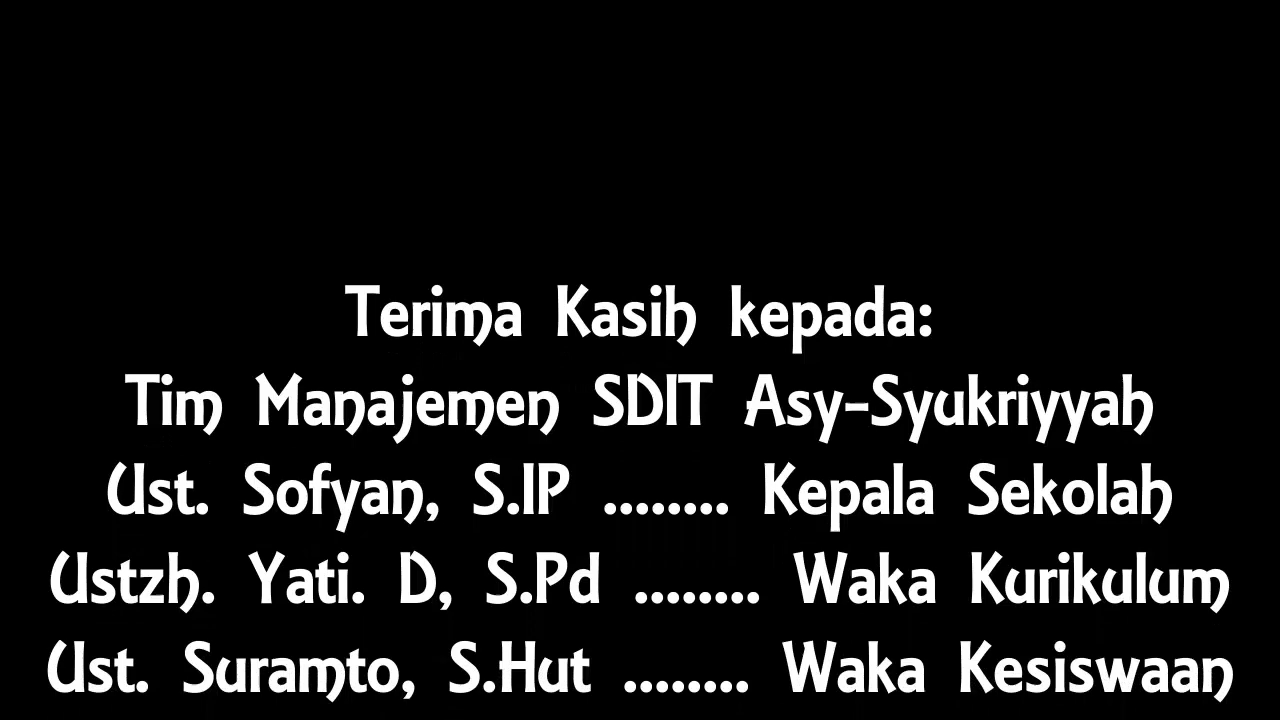 Terima Kasih kepada:
Tim Manajemen SDIT Asy-Syukriyyah
Ust. Sofyan, S.IP ........ Kepala Sekolah
Ustzh. Yati. D, S.Pd ........ Waka Kurikulum
Ust. Suramto, S.Hut ........ Waka Kesiswaan